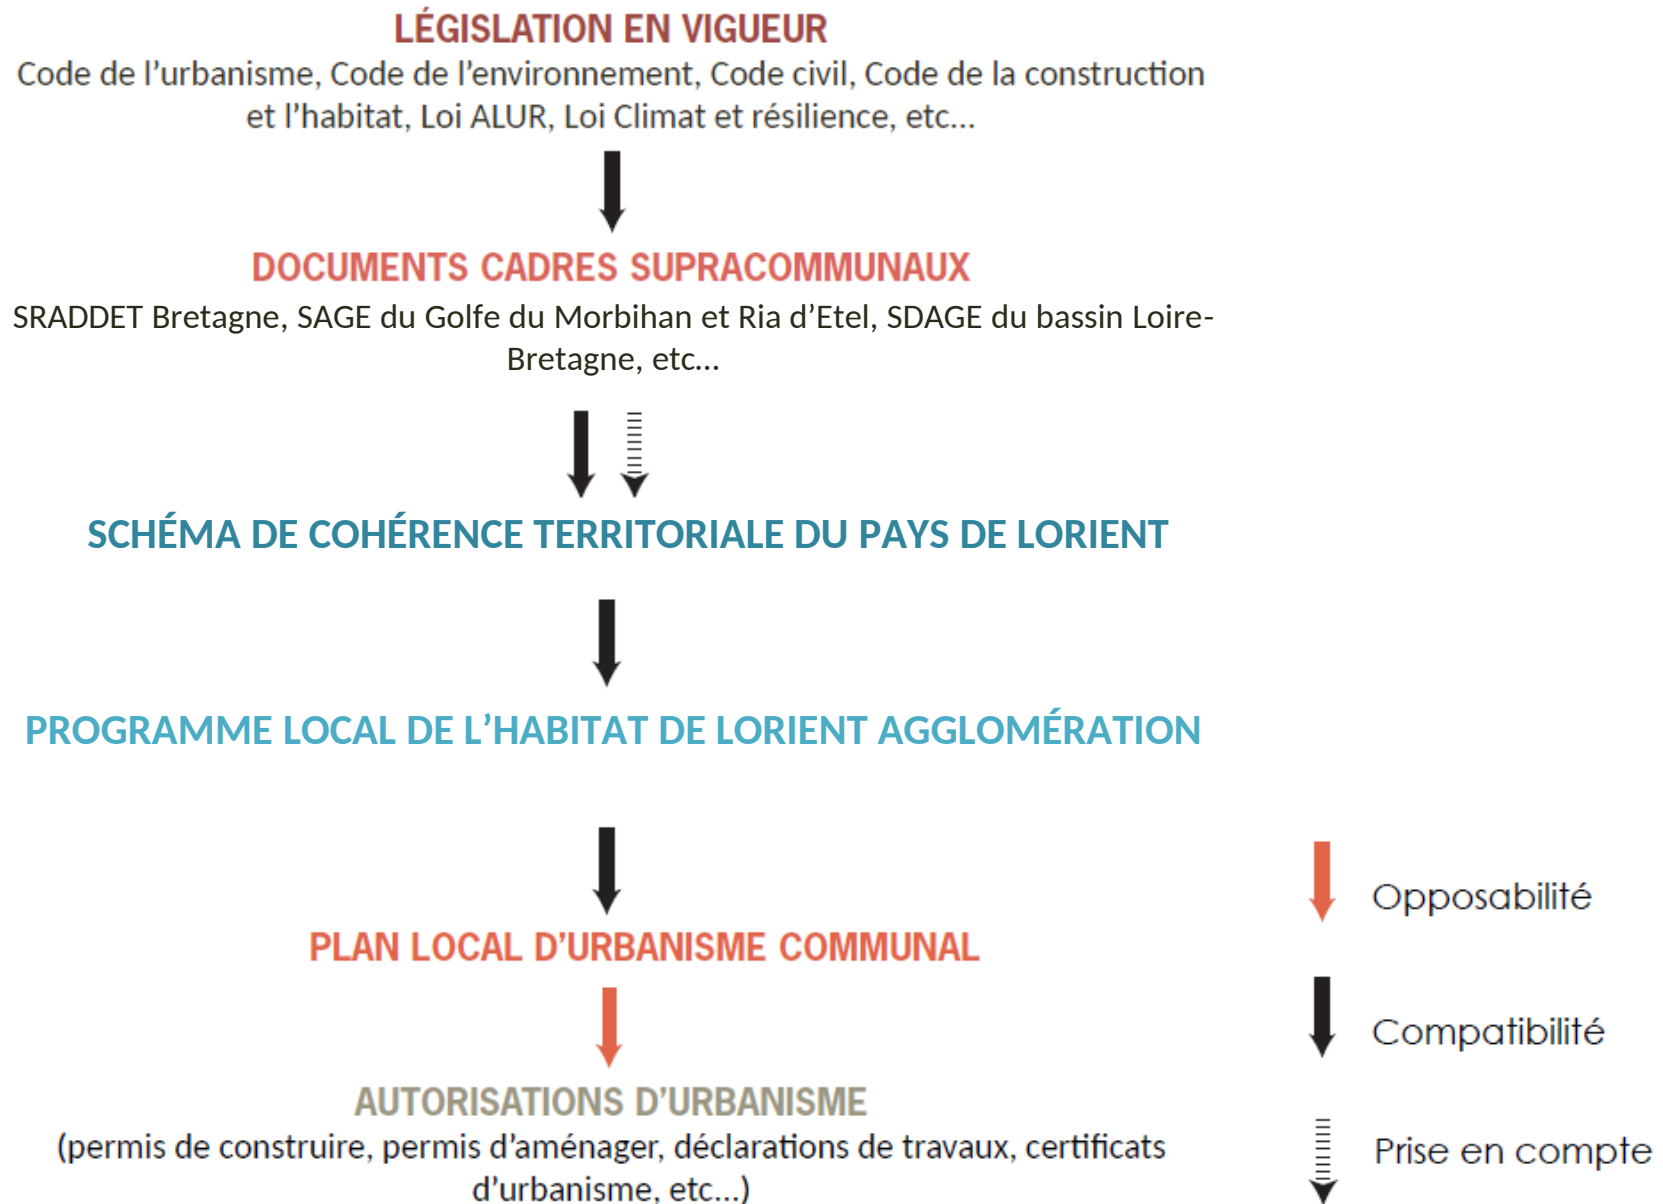 LÉGISLATION EN VIGUEUR
Code de l’urbanisme, Code de l’environnement, Code civil, Code de la construction
et l’habitat, Loi ALUR, Loi Climat et résilience, etc...
DOCUMENTS CADRES SUPRACOMMUNAUX
SRADDET Bretagne, SAGE du Golfe du Morbihan et Ria d’Etel, SDAGE du bassin Loire-
Bretagne, etc...
SCHÉMA DE COHÉRENCE TERRITORIALE DU PAYS DE LORIENT
PROGRAMME LOCAL DE L’HABITAT DE LORIENT AGGLOMÉRATION
PLAN LOCAL D’URBANISME COMMUNAL
AUTORISATIONS D’URBANISME
(permis de construire, permis d’aménager, déclarations de travaux, certificats
d’urbanisme, etc...)
Opposabilité
Compatibilité
Prise en compte